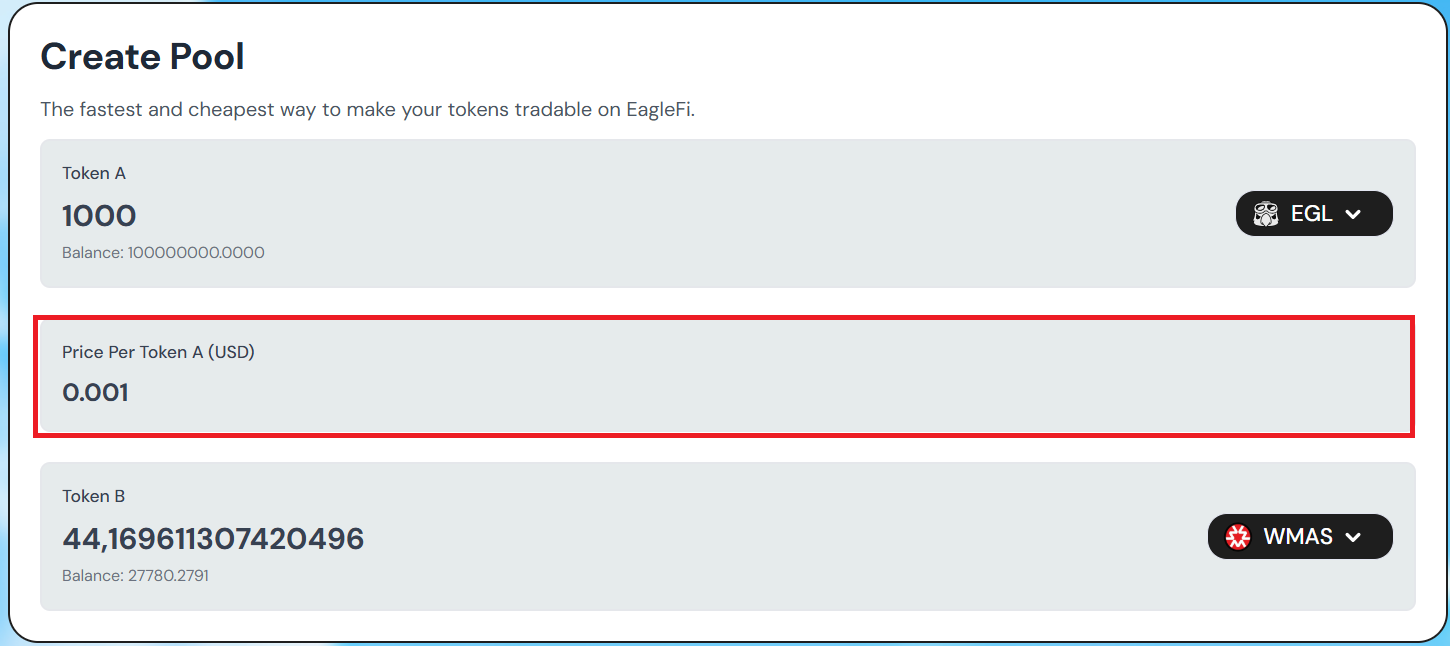 Create Pool
The fastest and cheapest way to make your tokens tradable on EagleFi.
Token A
1000
EGL
Balance: 100000000.0000
Price Per Token A (USD)
0.001
Token B
44,169611307420496
WMAS
Balance: 27780.2791